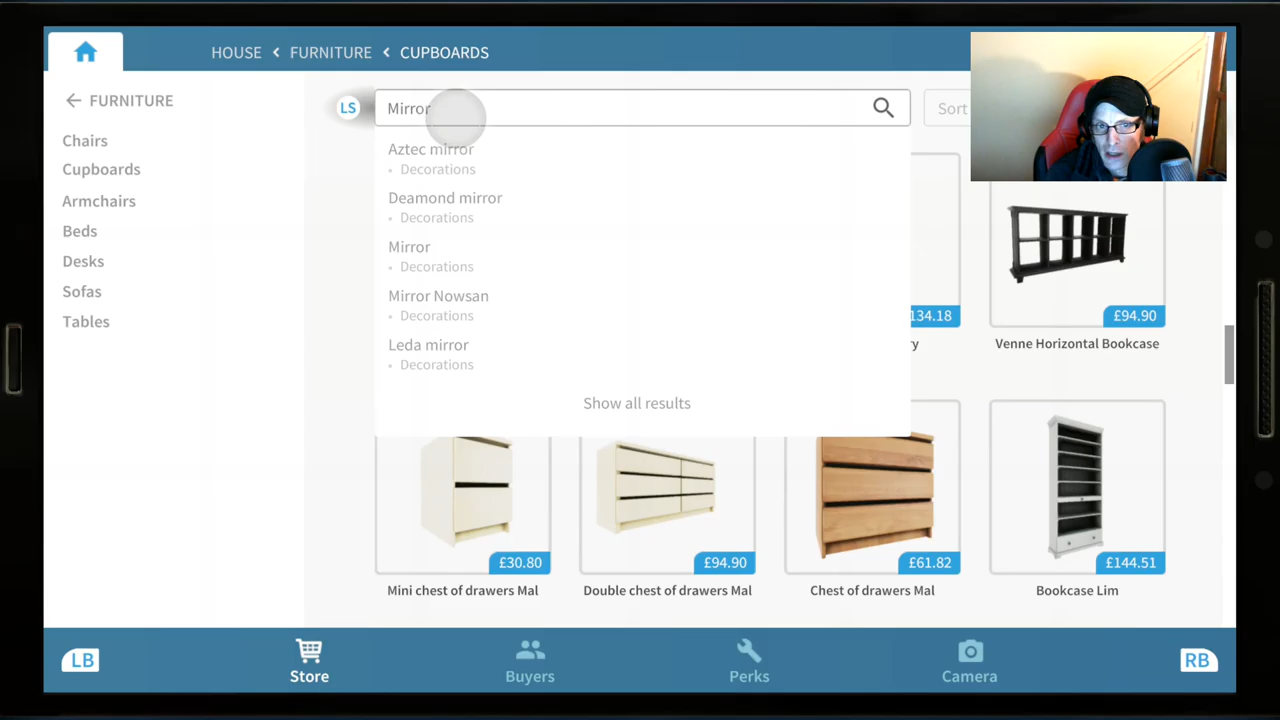 HOUSE < FURNITURE < CUPBOARDS
FURNITURE
Chairs
Cupboards
Armchairs
Beds
Desks
Sofas
Tables
LS
Mirror
Sort
Aztec mirror
• Decorations
Deamond mirror
• Decorations
Mirror
• Decorations
Mirror Nowsan
• Decorations
Leda mirror
• Decorations
Show all results
134.18
£94.90
ry
Venne Horizontal Bookcase
£30.80
£94.90
£61.82
£144.51
Mini chest of drawers Mal
Double chest of drawers Mal
Chest of drawers Mal
Bookcase Lim
LB
Store
Buyers
Perks
Camera
RB